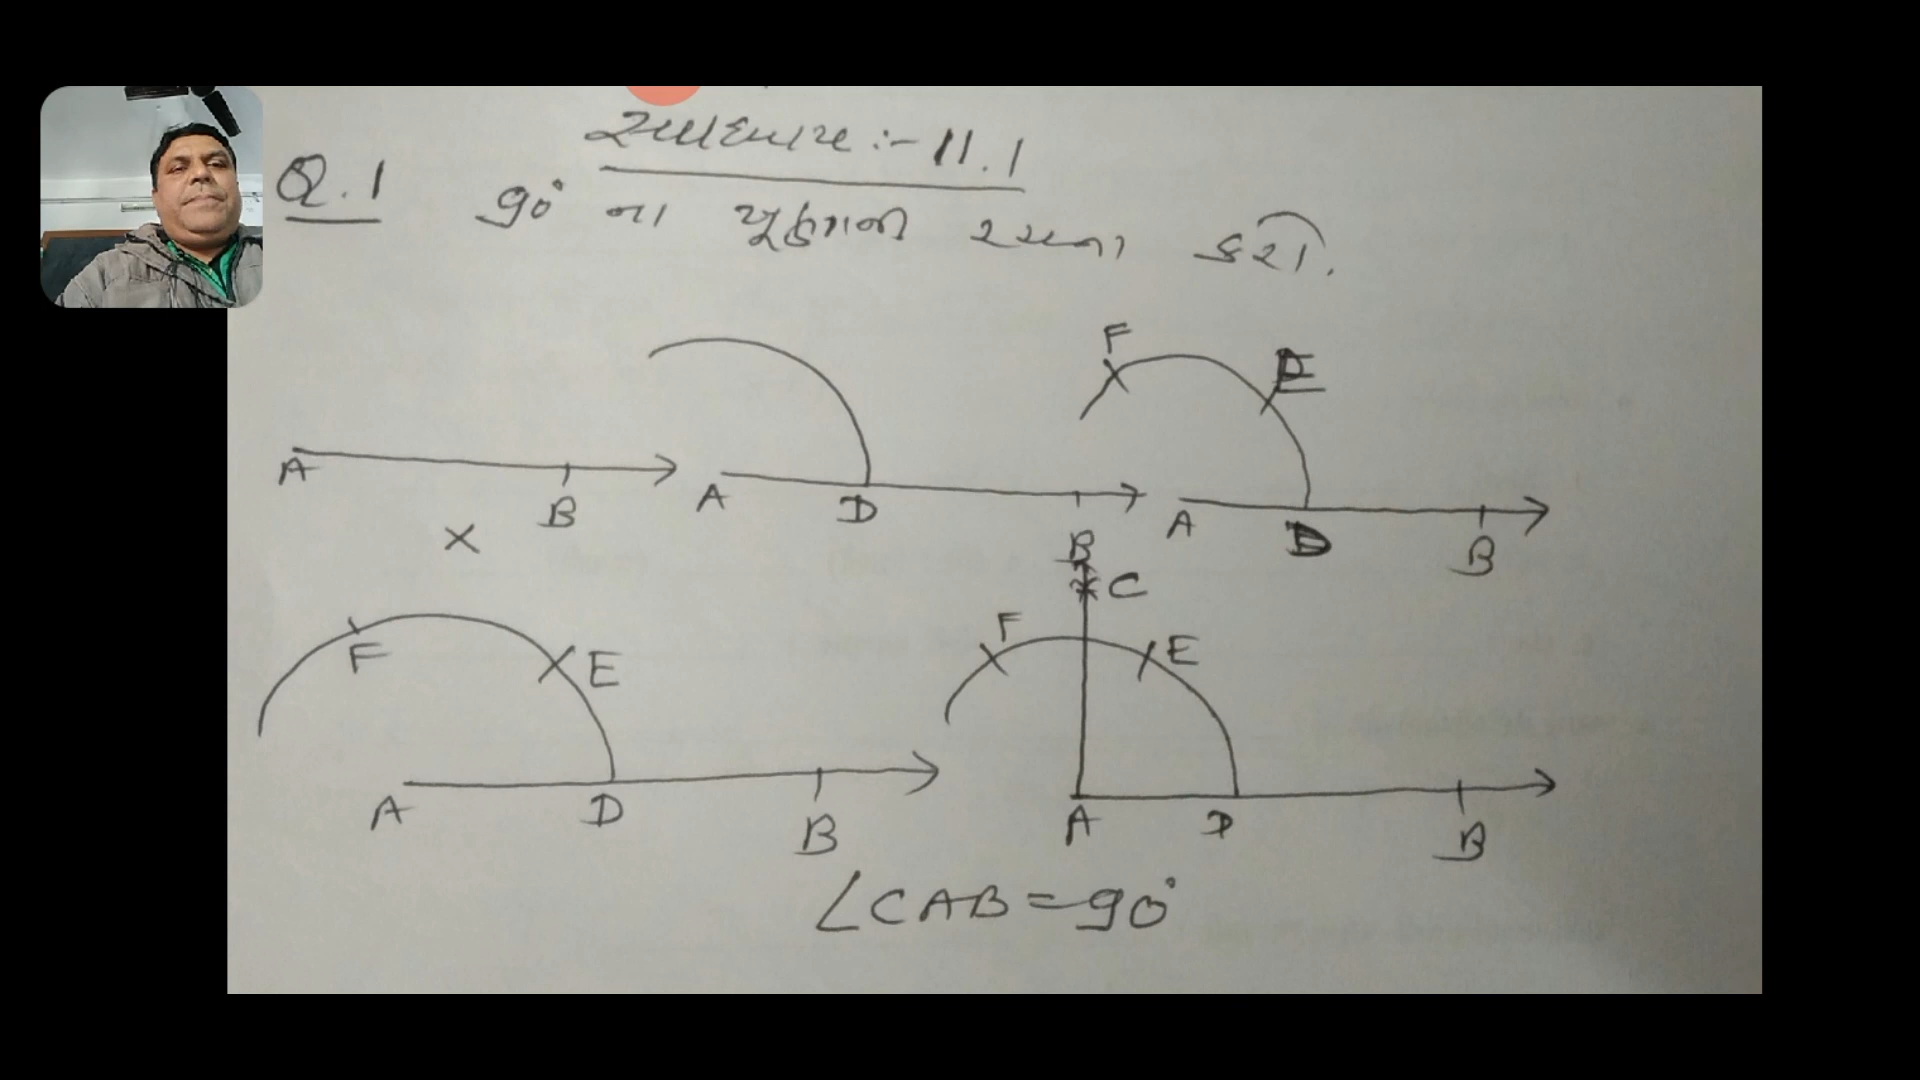 સ્વાધ્યાય :- 11.1
Q.1 90° ના ખૂણાની રચના કરો.
F
E
A B A D B A D B
C
F E F E
A D B A D B
∠CAB = 90°